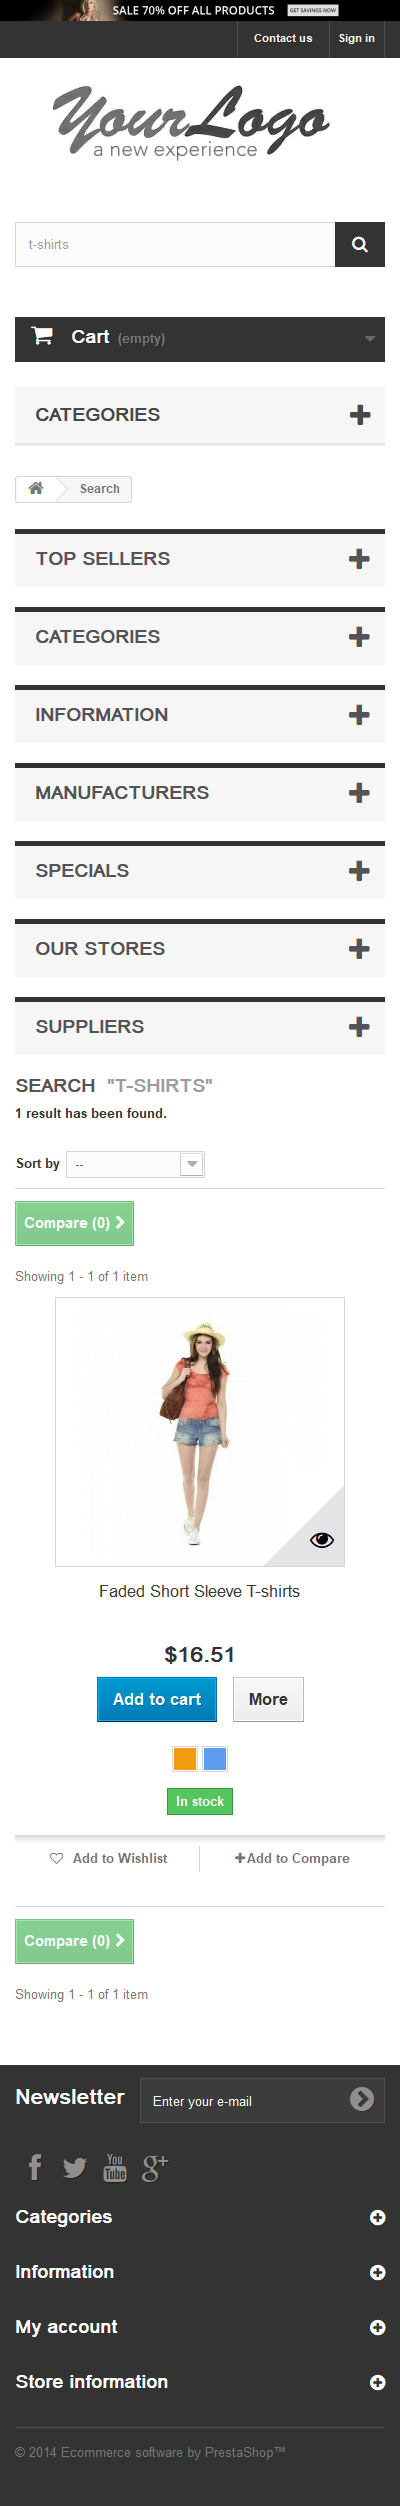 SALE 70% OFF ALL PRODUCTS GET SAVINGS NOW
Contact us Sign in
YourLogo
a new experience
t-shirts
Cart (empty)
CATEGORIES
Search
TOP SELLERS
CATEGORIES
INFORMATION
MANUFACTURERS
SPECIALS
OUR STORES
SUPPLIERS
SEARCH "T-SHIRTS"
1 result has been found.
Sort by --
Compare (0)
Showing 1 - 1 of 1 item
Faded Short Sleeve T-shirts
$16.51
Add to cart More
In stock
Add to Wishlist Add to Compare
Compare (0)
Showing 1 - 1 of 1 item
Newsletter Enter your e-mail
You
Tube
Categories
Information
My account
Store information
© 2014 Ecommerce software by PrestaShop™